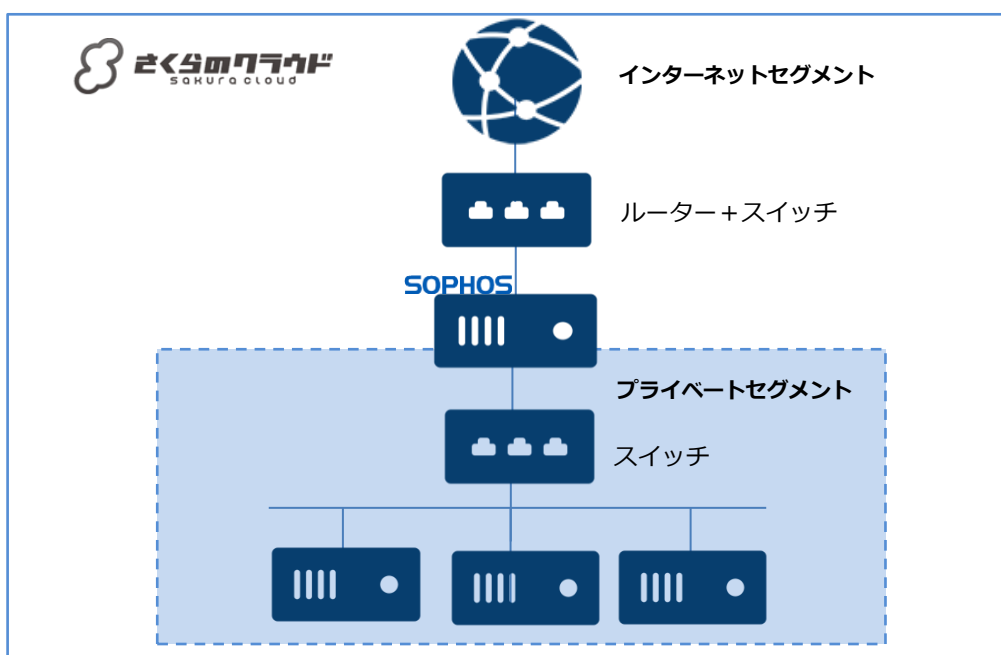 さくらのクラウド
sakura cloud
インターネットセグメント
ルーター＋スイッチ
SOPHOS
プライベートセグメント
スイッチ